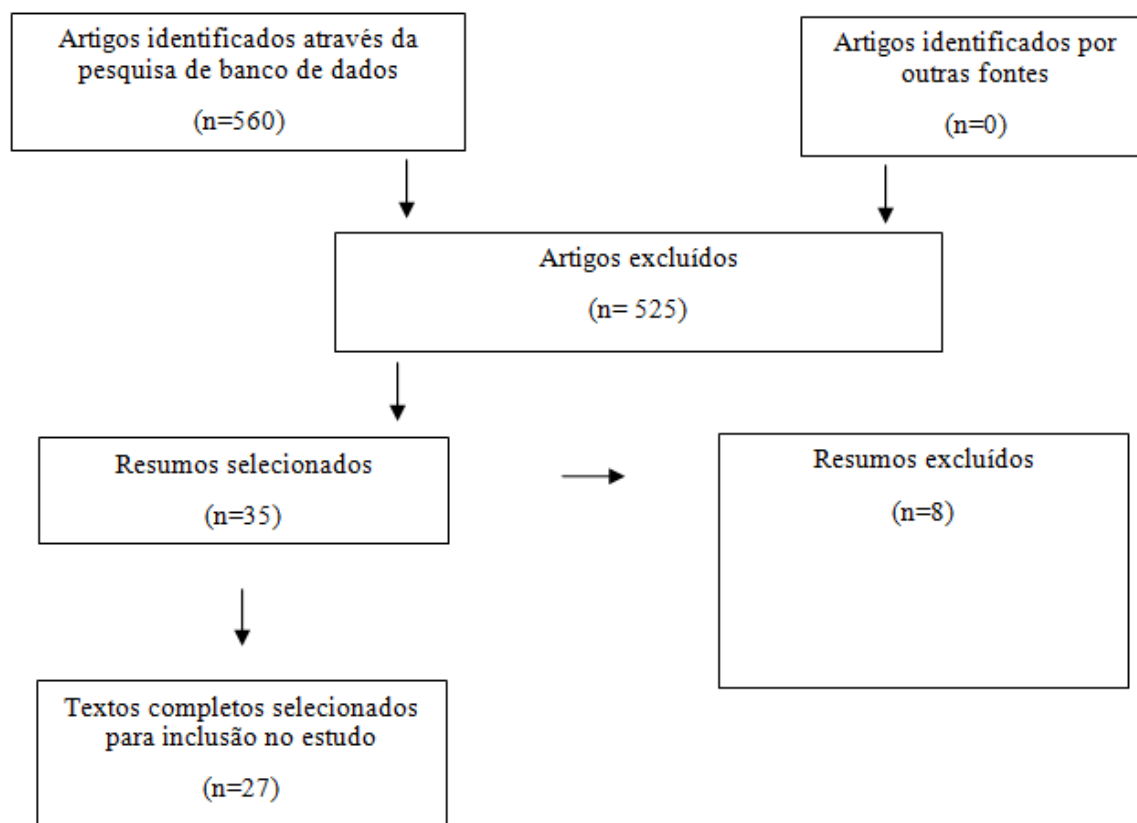 Artigos identificados através da
pesquisa de banco de dados
(n=560)
Artigos identificados por
outras fontes
(n=0)
Artigos excluídos
(n= 525)
Resumos selecionados
(n=35)
Resumos excluídos
(n=8)
Textos completos selecionados
para inclusão no estudo
(n=27)